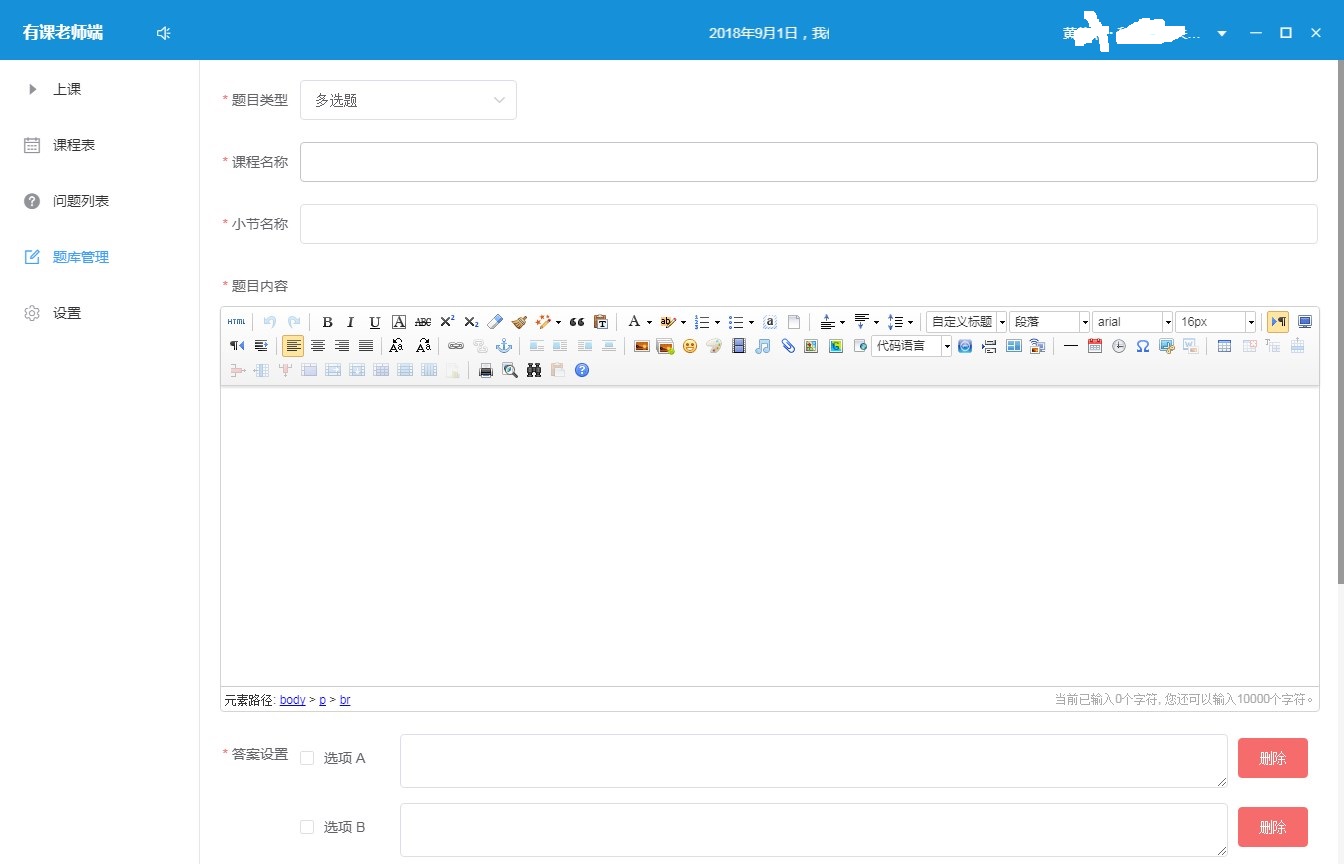 有课老师端
2018年9月1日，我
黄
上课
课程表
问题列表
题库管理
设置
* 题目类型 多选题
* 课程名称
* 小节名称
* 题目内容
HTML B I U A ABC X² X₂ A ab a 自定义标题 段落 arial 16px
代码语言 Ω
元素路径: body > p > br
当前已输入0个字符, 您还可以输入10000个字符。
* 答案设置 选项 A 删除
选项 B 删除